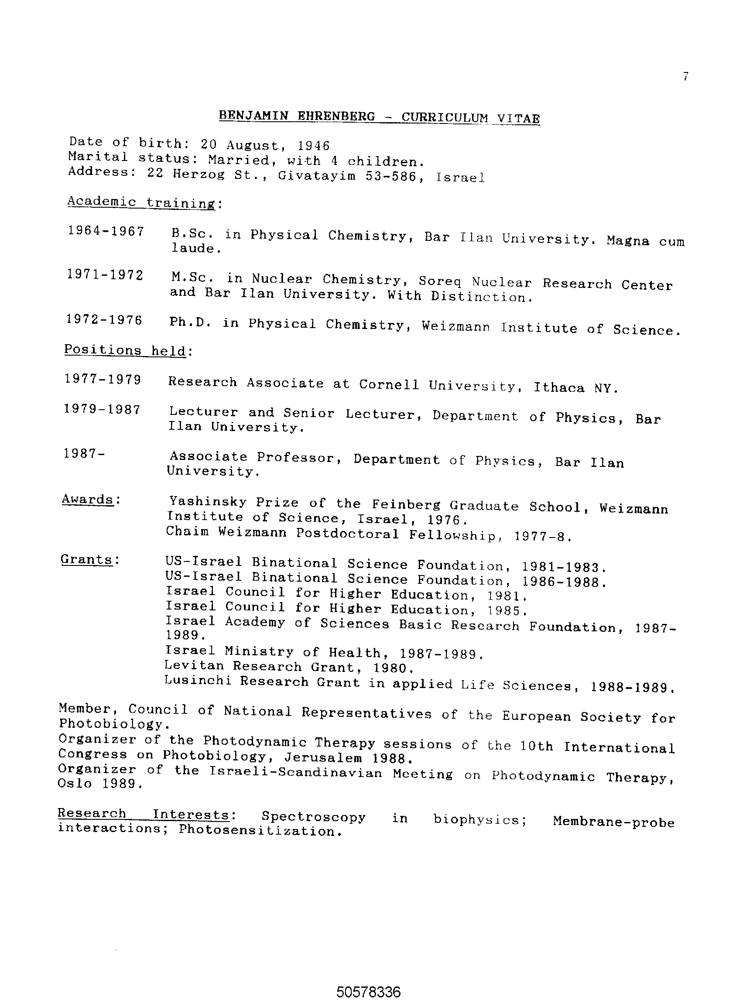 7
BENJAMIN EHRENBERG - CURRICULUM VITAE
Date of birth: 20 August, 1946
Marital status: Married, with 4 children.
Address: 22 Herzog St., Givatayim 53-586, Israel
Academic training:
1964-1967 B.Sc. in Physical Chemistry, Bar Ilan University. Magna cum
laude.
1971-1972 M.Sc. in Nuclear Chemistry, Soreq Nuclear Research Center
and Bar Ilan University. With Distinction.
1972-1976 Ph.D. in Physical Chemistry, Weizmann Institute of Science.
Positions held:
1977-1979 Research Associate at Cornell University, Ithaca NY.
1979-1987 Lecturer and Senior Lecturer, Department of Physics, Bar
Ilan University.
1987- Associate Professor, Department of Physics, Bar Ilan
University.
Awards: Yashinsky Prize of the Feinberg Graduate School, Weizmann
Institute of Science, Israel, 1976.
Chaim Weizmann Postdoctoral Fellowship, 1977-8.
Grants: US-Israel Binational Science Foundation, 1981-1983.
US-Israel Binational Science Foundation, 1986-1988.
Israel Council for Higher Education, 1981.
Israel Council for Higher Education, 1985.
Israel Academy of Sciences Basic Research Foundation, 1987-
1989.
Israel Ministry of Health, 1987-1989.
Levitan Research Grant, 1980.
Lusinchi Research Grant in applied Life Sciences, 1988-1989.
Member, Council of National Representatives of the European Society for
Photobiology.
Organizer of the Photodynamic Therapy sessions of the 10th International
Congress on Photobiology, Jerusalem 1988.
Organizer of the Israeli-Scandinavian Meeting on Photodynamic Therapy,
Oslo 1989.
Research Interests: Spectroscopy in biophysics; Membrane-probe
interactions; Photosensitization.
50578336